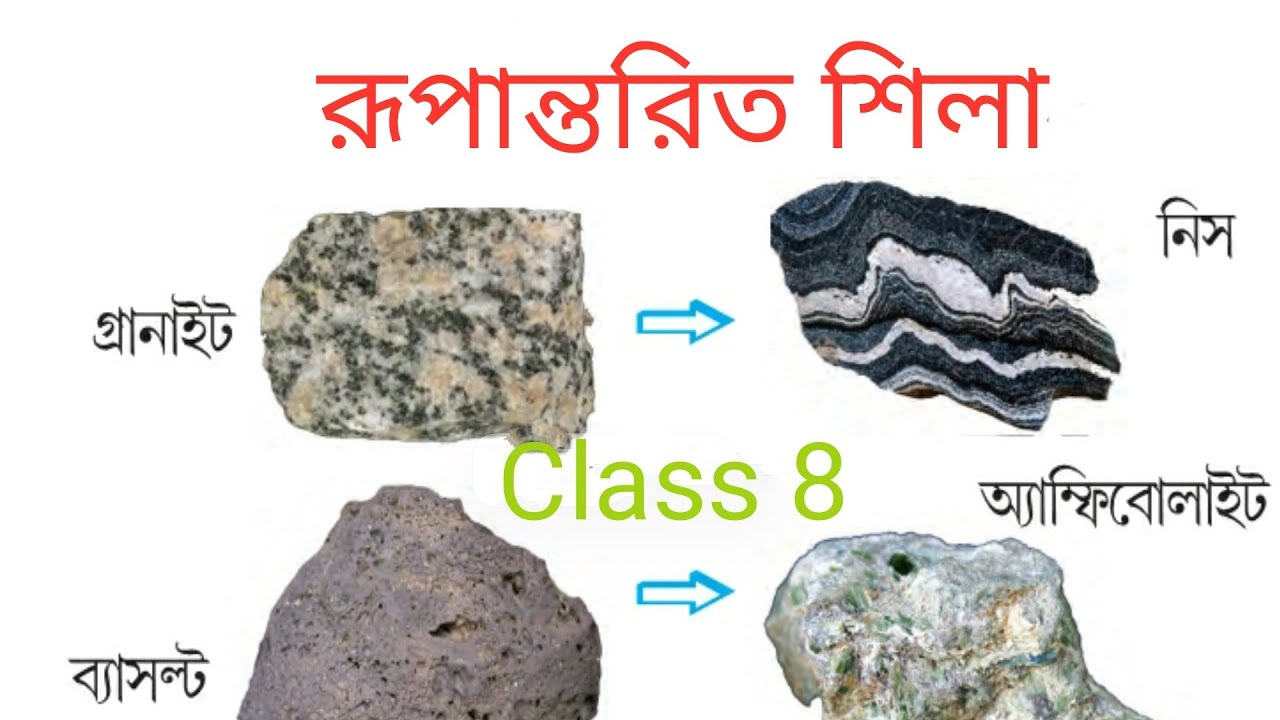 রূপান্তরিত শিলা
নিস
গ্রানাইট
Class 8
অ্যাম্ফিবোলাইট
ব্যাসল্ট